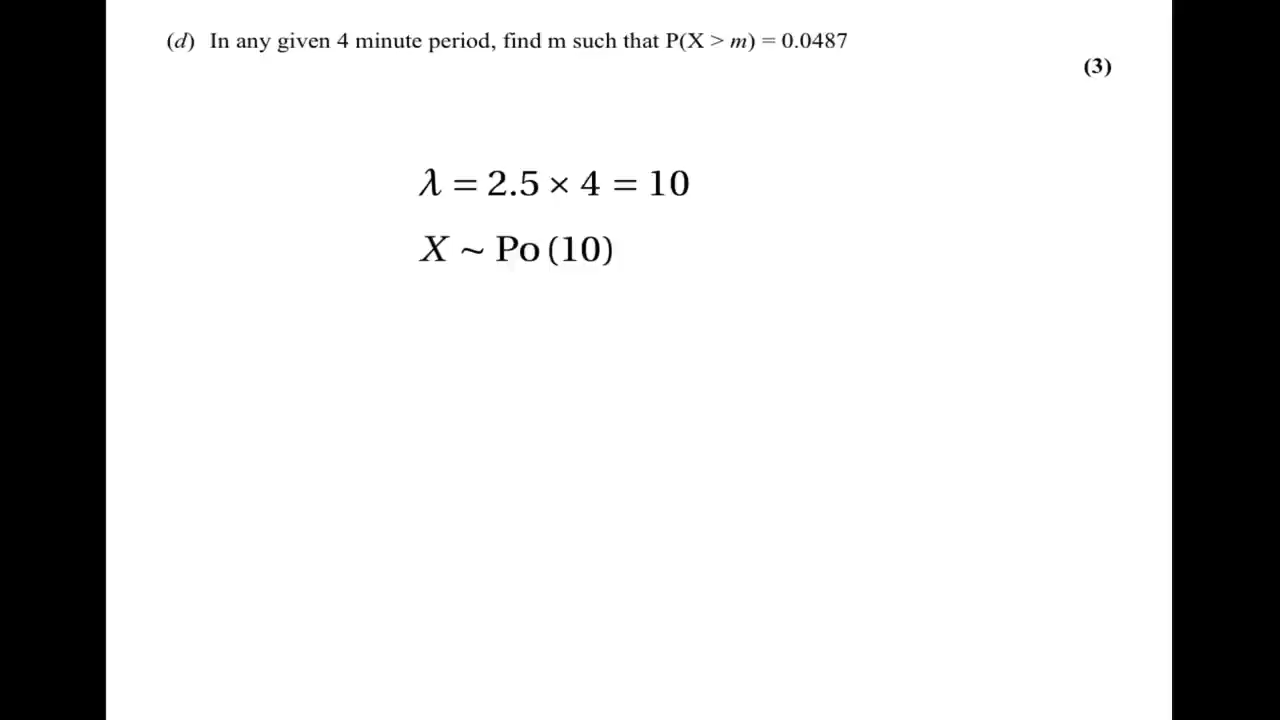 (d) In any given 4 minute period, find m such that P(X > m) = 0.0487
(3)
λ = 2.5 × 4 = 10
X ~ Po (10)